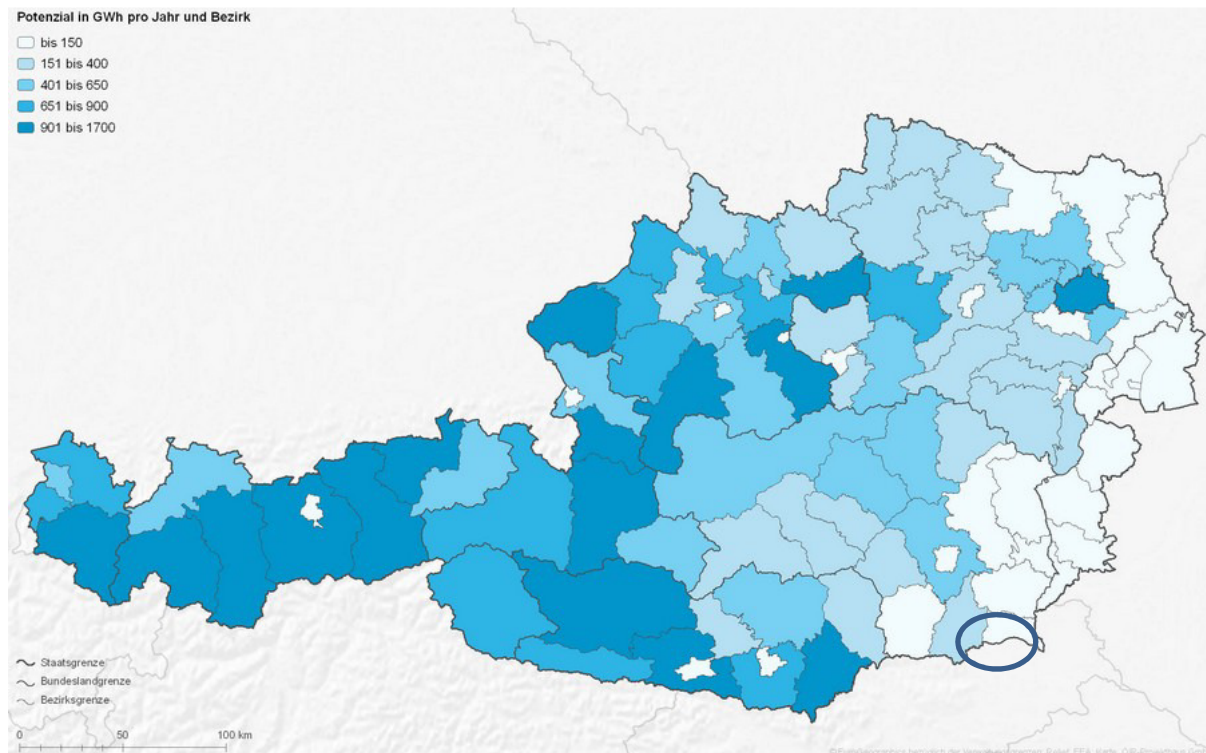 Potenzial in GWh pro Jahr und Bezirk
bis 150
151 bis 400
401 bis 650
651 bis 900
901 bis 1700
Staatsgrenze
Bundeslandgrenze
Bezirksgrenze
0 50 100 km